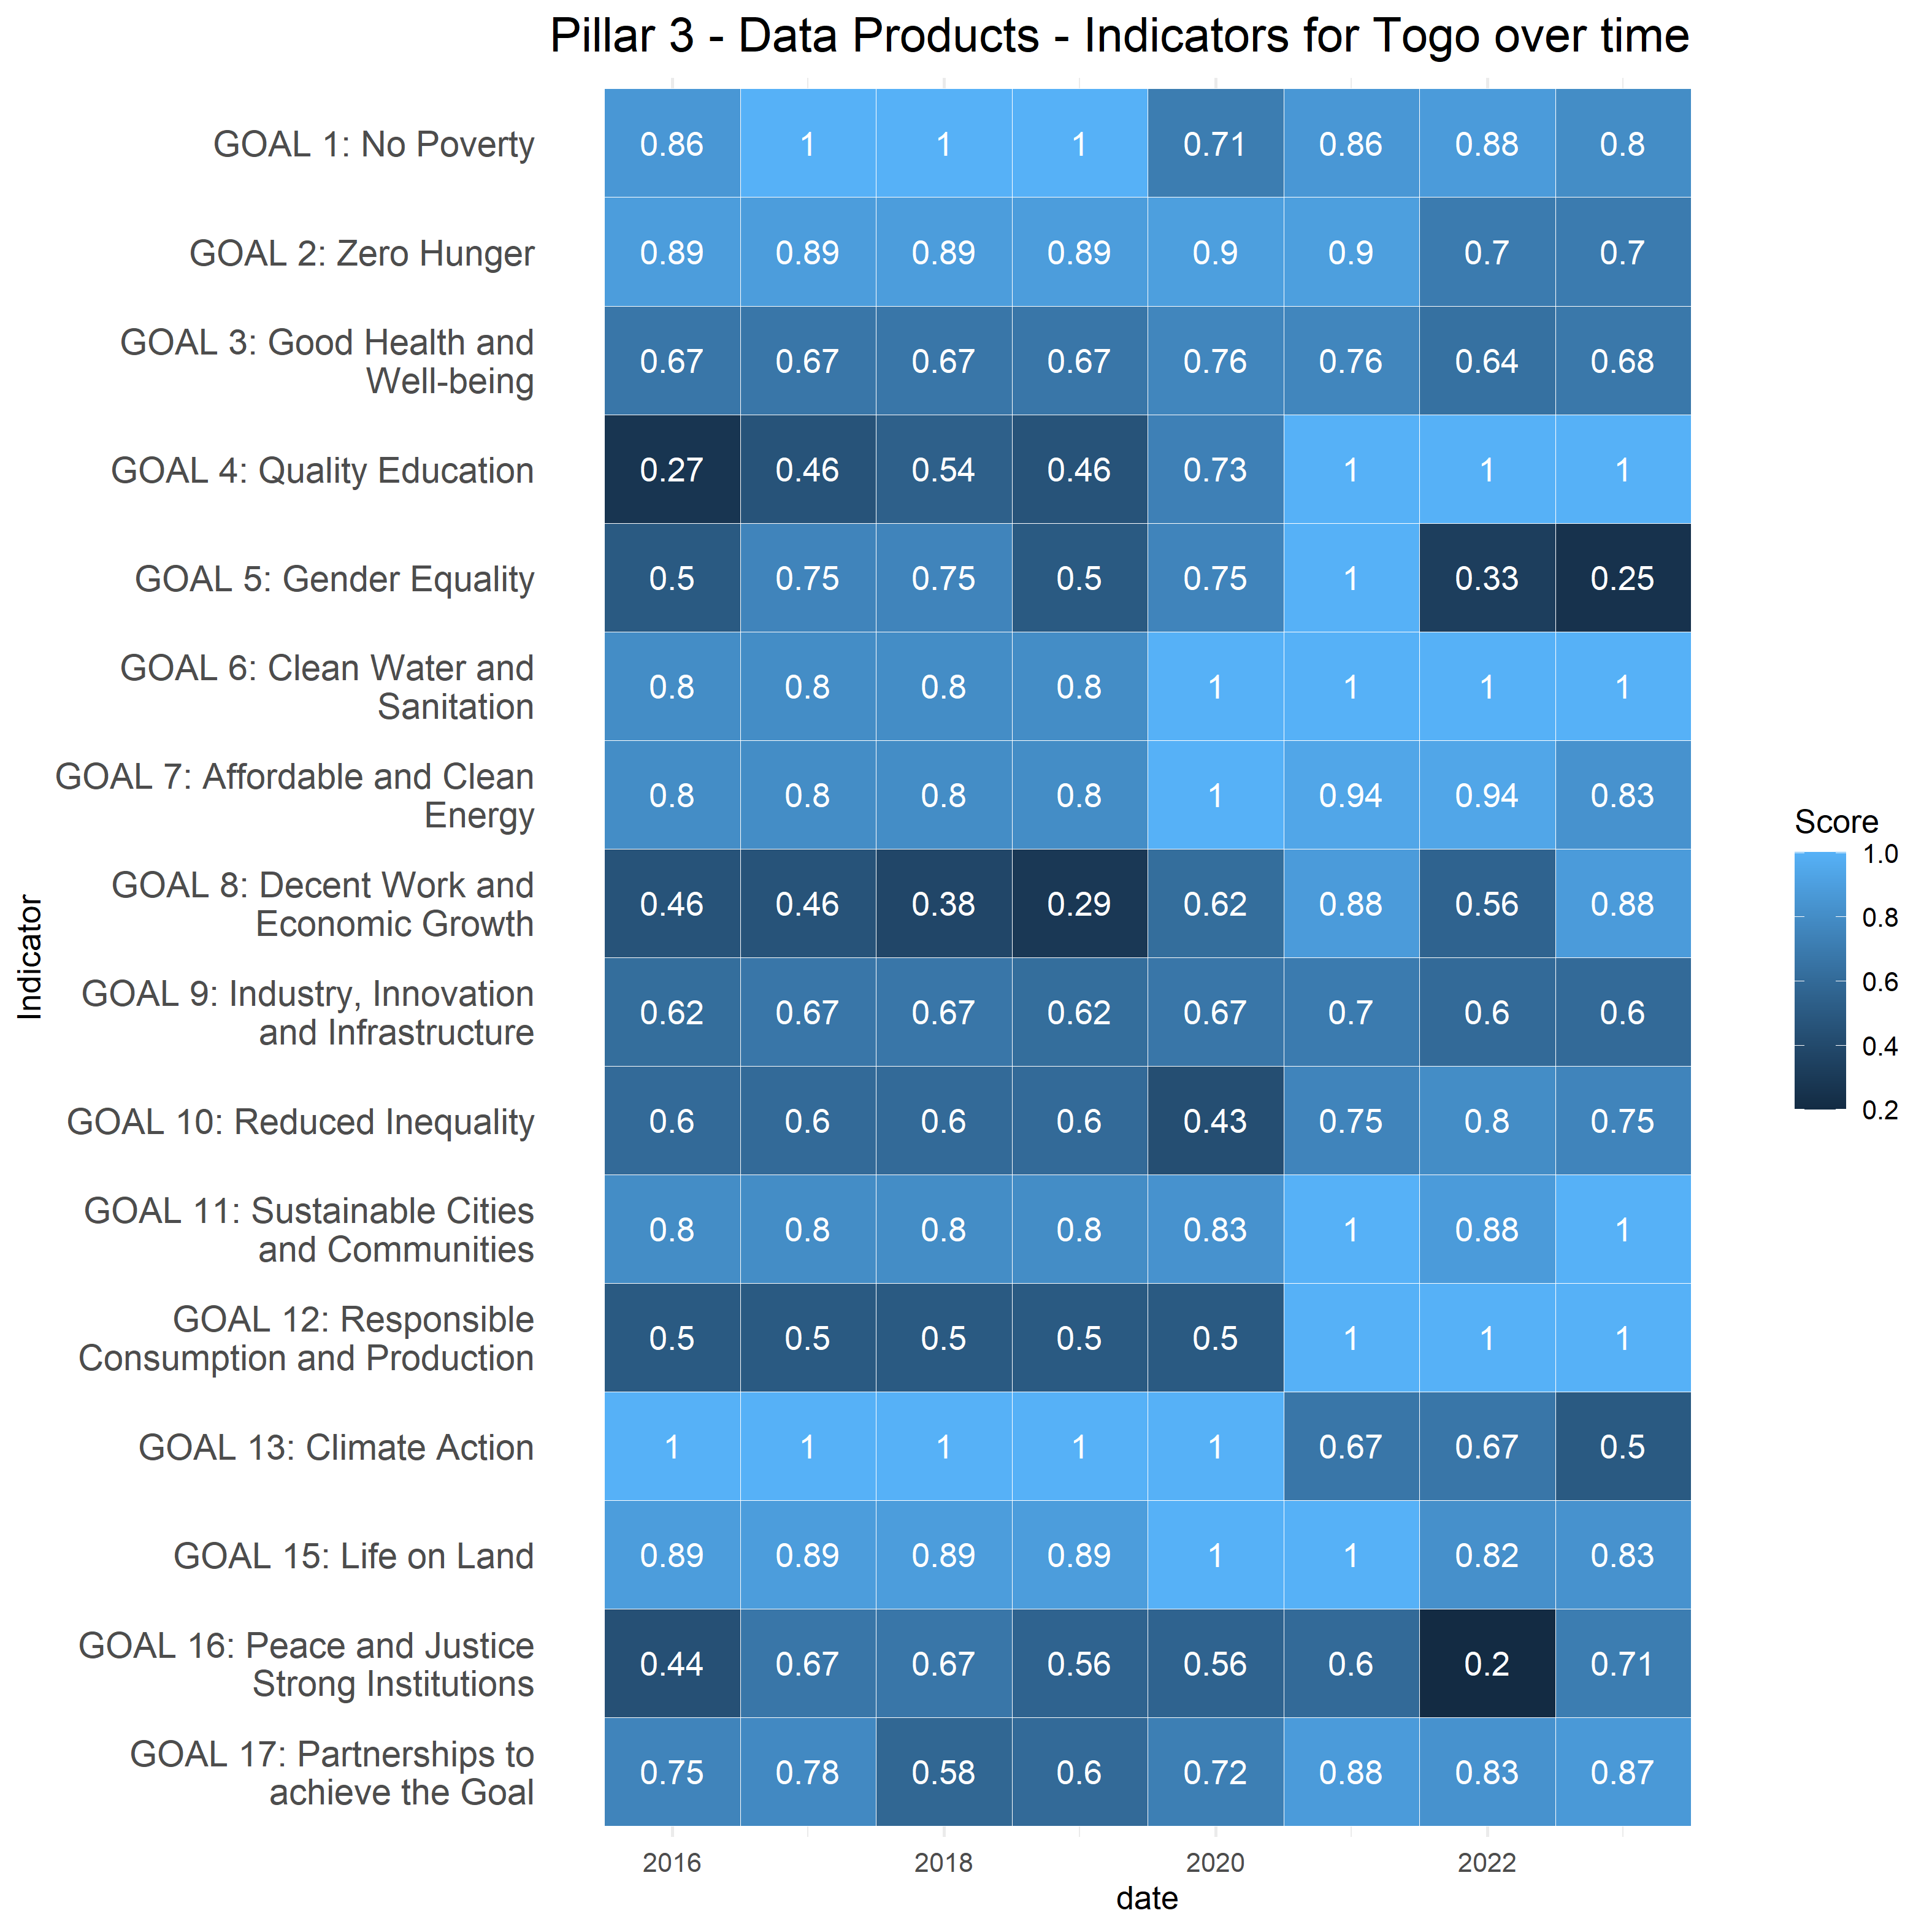 Pillar 3 - Data Products - Indicators for Togo over time
Indicator
GOAL 1: No Poverty
0.86 1 1 1 0.71 0.86 0.88 0.8
GOAL 2: Zero Hunger
0.89 0.89 0.89 0.89 0.9 0.9 0.7 0.7
GOAL 3: Good Health and
Well-being
0.67 0.67 0.67 0.67 0.76 0.76 0.64 0.68
GOAL 4: Quality Education
0.27 0.46 0.54 0.46 0.73 1 1 1
GOAL 5: Gender Equality
0.5 0.75 0.75 0.5 0.75 1 0.33 0.25
GOAL 6: Clean Water and
Sanitation
0.8 0.8 0.8 0.8 1 1 1 1
GOAL 7: Affordable and Clean
Energy
0.8 0.8 0.8 0.8 1 0.94 0.94 0.83
GOAL 8: Decent Work and
Economic Growth
0.46 0.46 0.38 0.29 0.62 0.88 0.56 0.88
GOAL 9: Industry, Innovation
and Infrastructure
0.62 0.67 0.67 0.62 0.67 0.7 0.6 0.6
GOAL 10: Reduced Inequality
0.6 0.6 0.6 0.6 0.43 0.75 0.8 0.75
GOAL 11: Sustainable Cities
and Communities
0.8 0.8 0.8 0.8 0.83 1 0.88 1
GOAL 12: Responsible
Consumption and Production
0.5 0.5 0.5 0.5 0.5 1 1 1
GOAL 13: Climate Action
1 1 1 1 1 0.67 0.67 0.5
GOAL 15: Life on Land
0.89 0.89 0.89 0.89 1 1 0.82 0.83
GOAL 16: Peace and Justice
Strong Institutions
0.44 0.67 0.67 0.56 0.56 0.6 0.2 0.71
GOAL 17: Partnerships to
achieve the Goal
0.75 0.78 0.58 0.6 0.72 0.88 0.83 0.87
2016 2018 2020 2022
date
Score
1.0
0.8
0.6
0.4
0.2